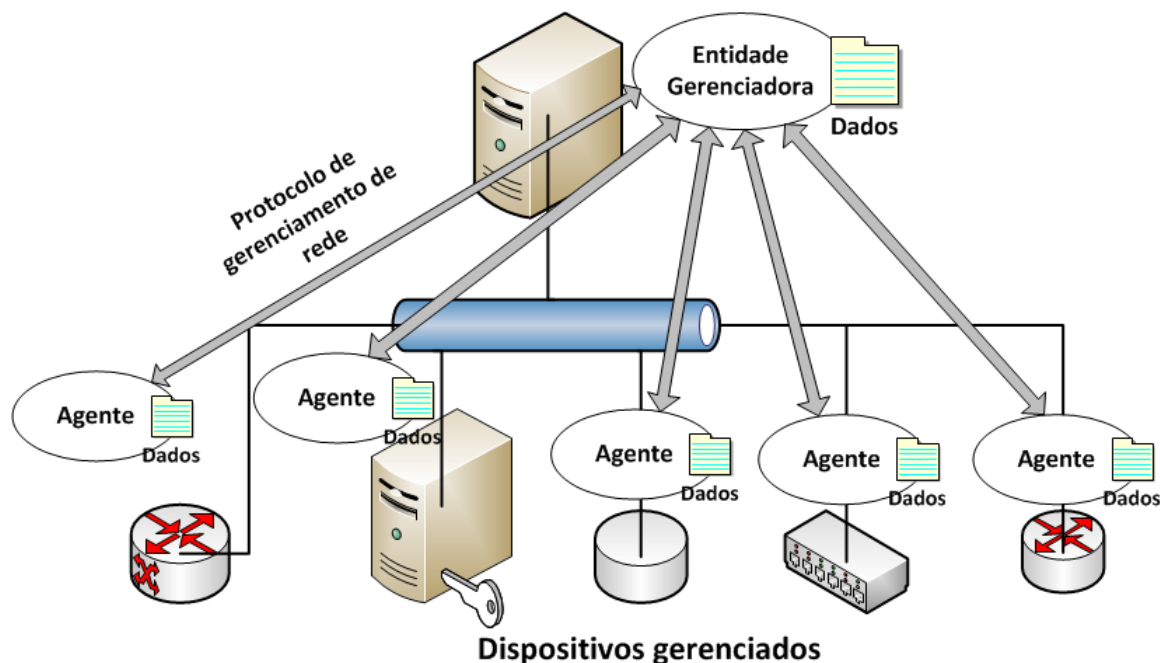 Entidade
Gerenciadora
Dados
Protocolo de
gerenciamento de
rede
Agente
Dados
Agente
Dados
Agente
Dados
Agente
Dados
Agente
Dados
Dispositivos gerenciados